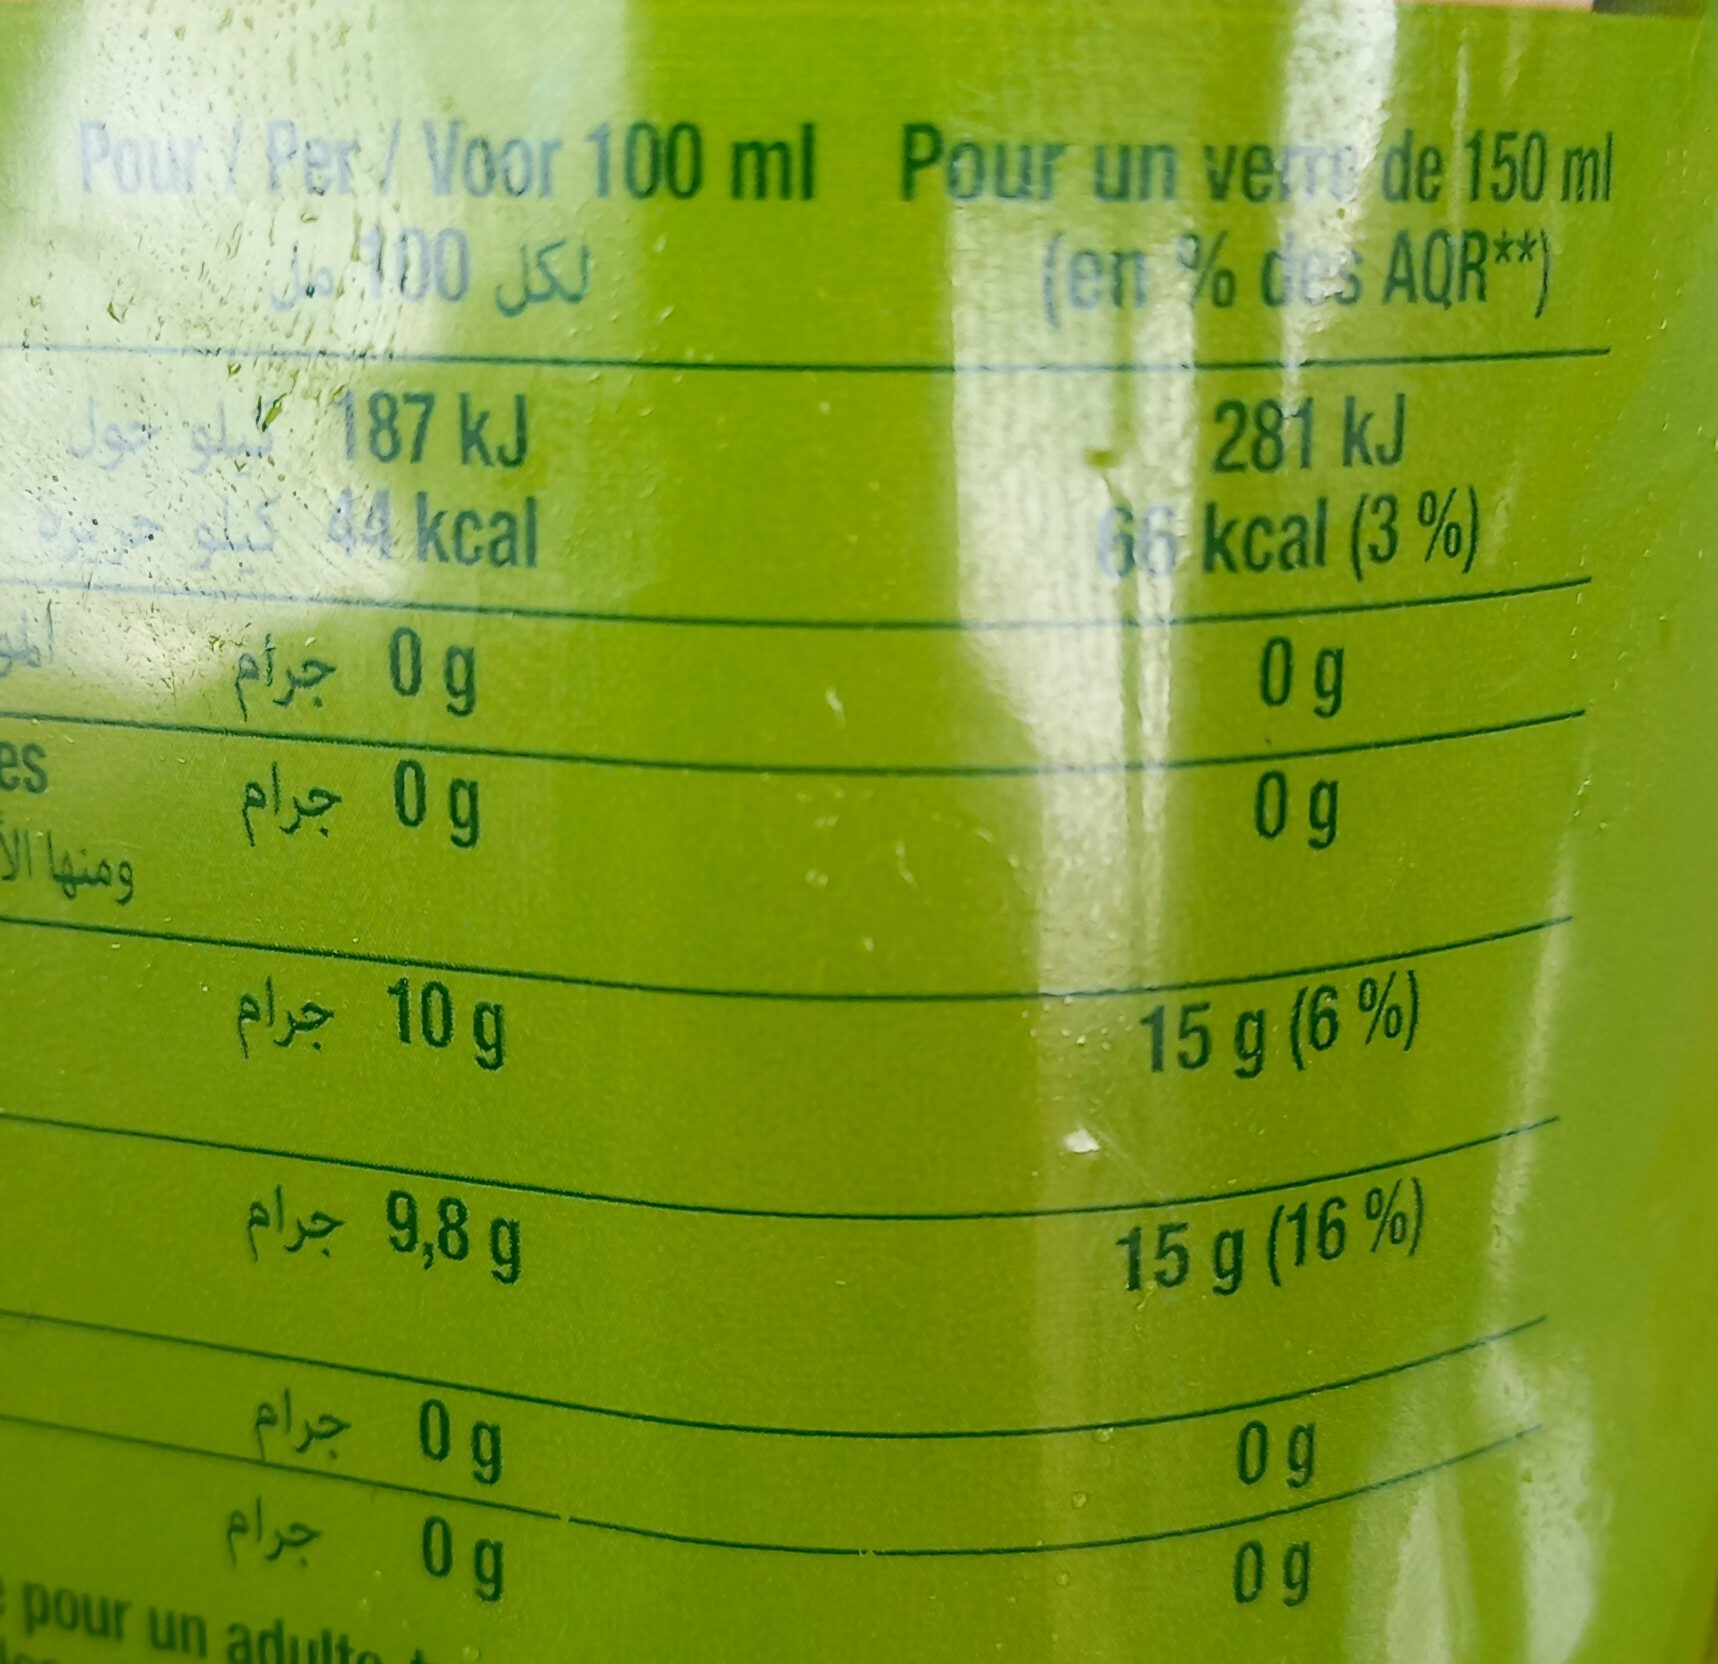 Pour / Per / Voor 100 ml Pour un verre de 150 ml
لكل 100 مل (en % des AQR**)
187 kJ كيلو جول 281 kJ
44 kcal كيلو حريرة 66 kcal (3 %)
0 g جرام 0 g
es 0 g جرام 0 g
ومنها الأ
10 g جرام 15 g (6 %)
9,8 g جرام 15 g (16 %)
0 g جرام 0 g
0 g جرام 0 g
pour un adulte